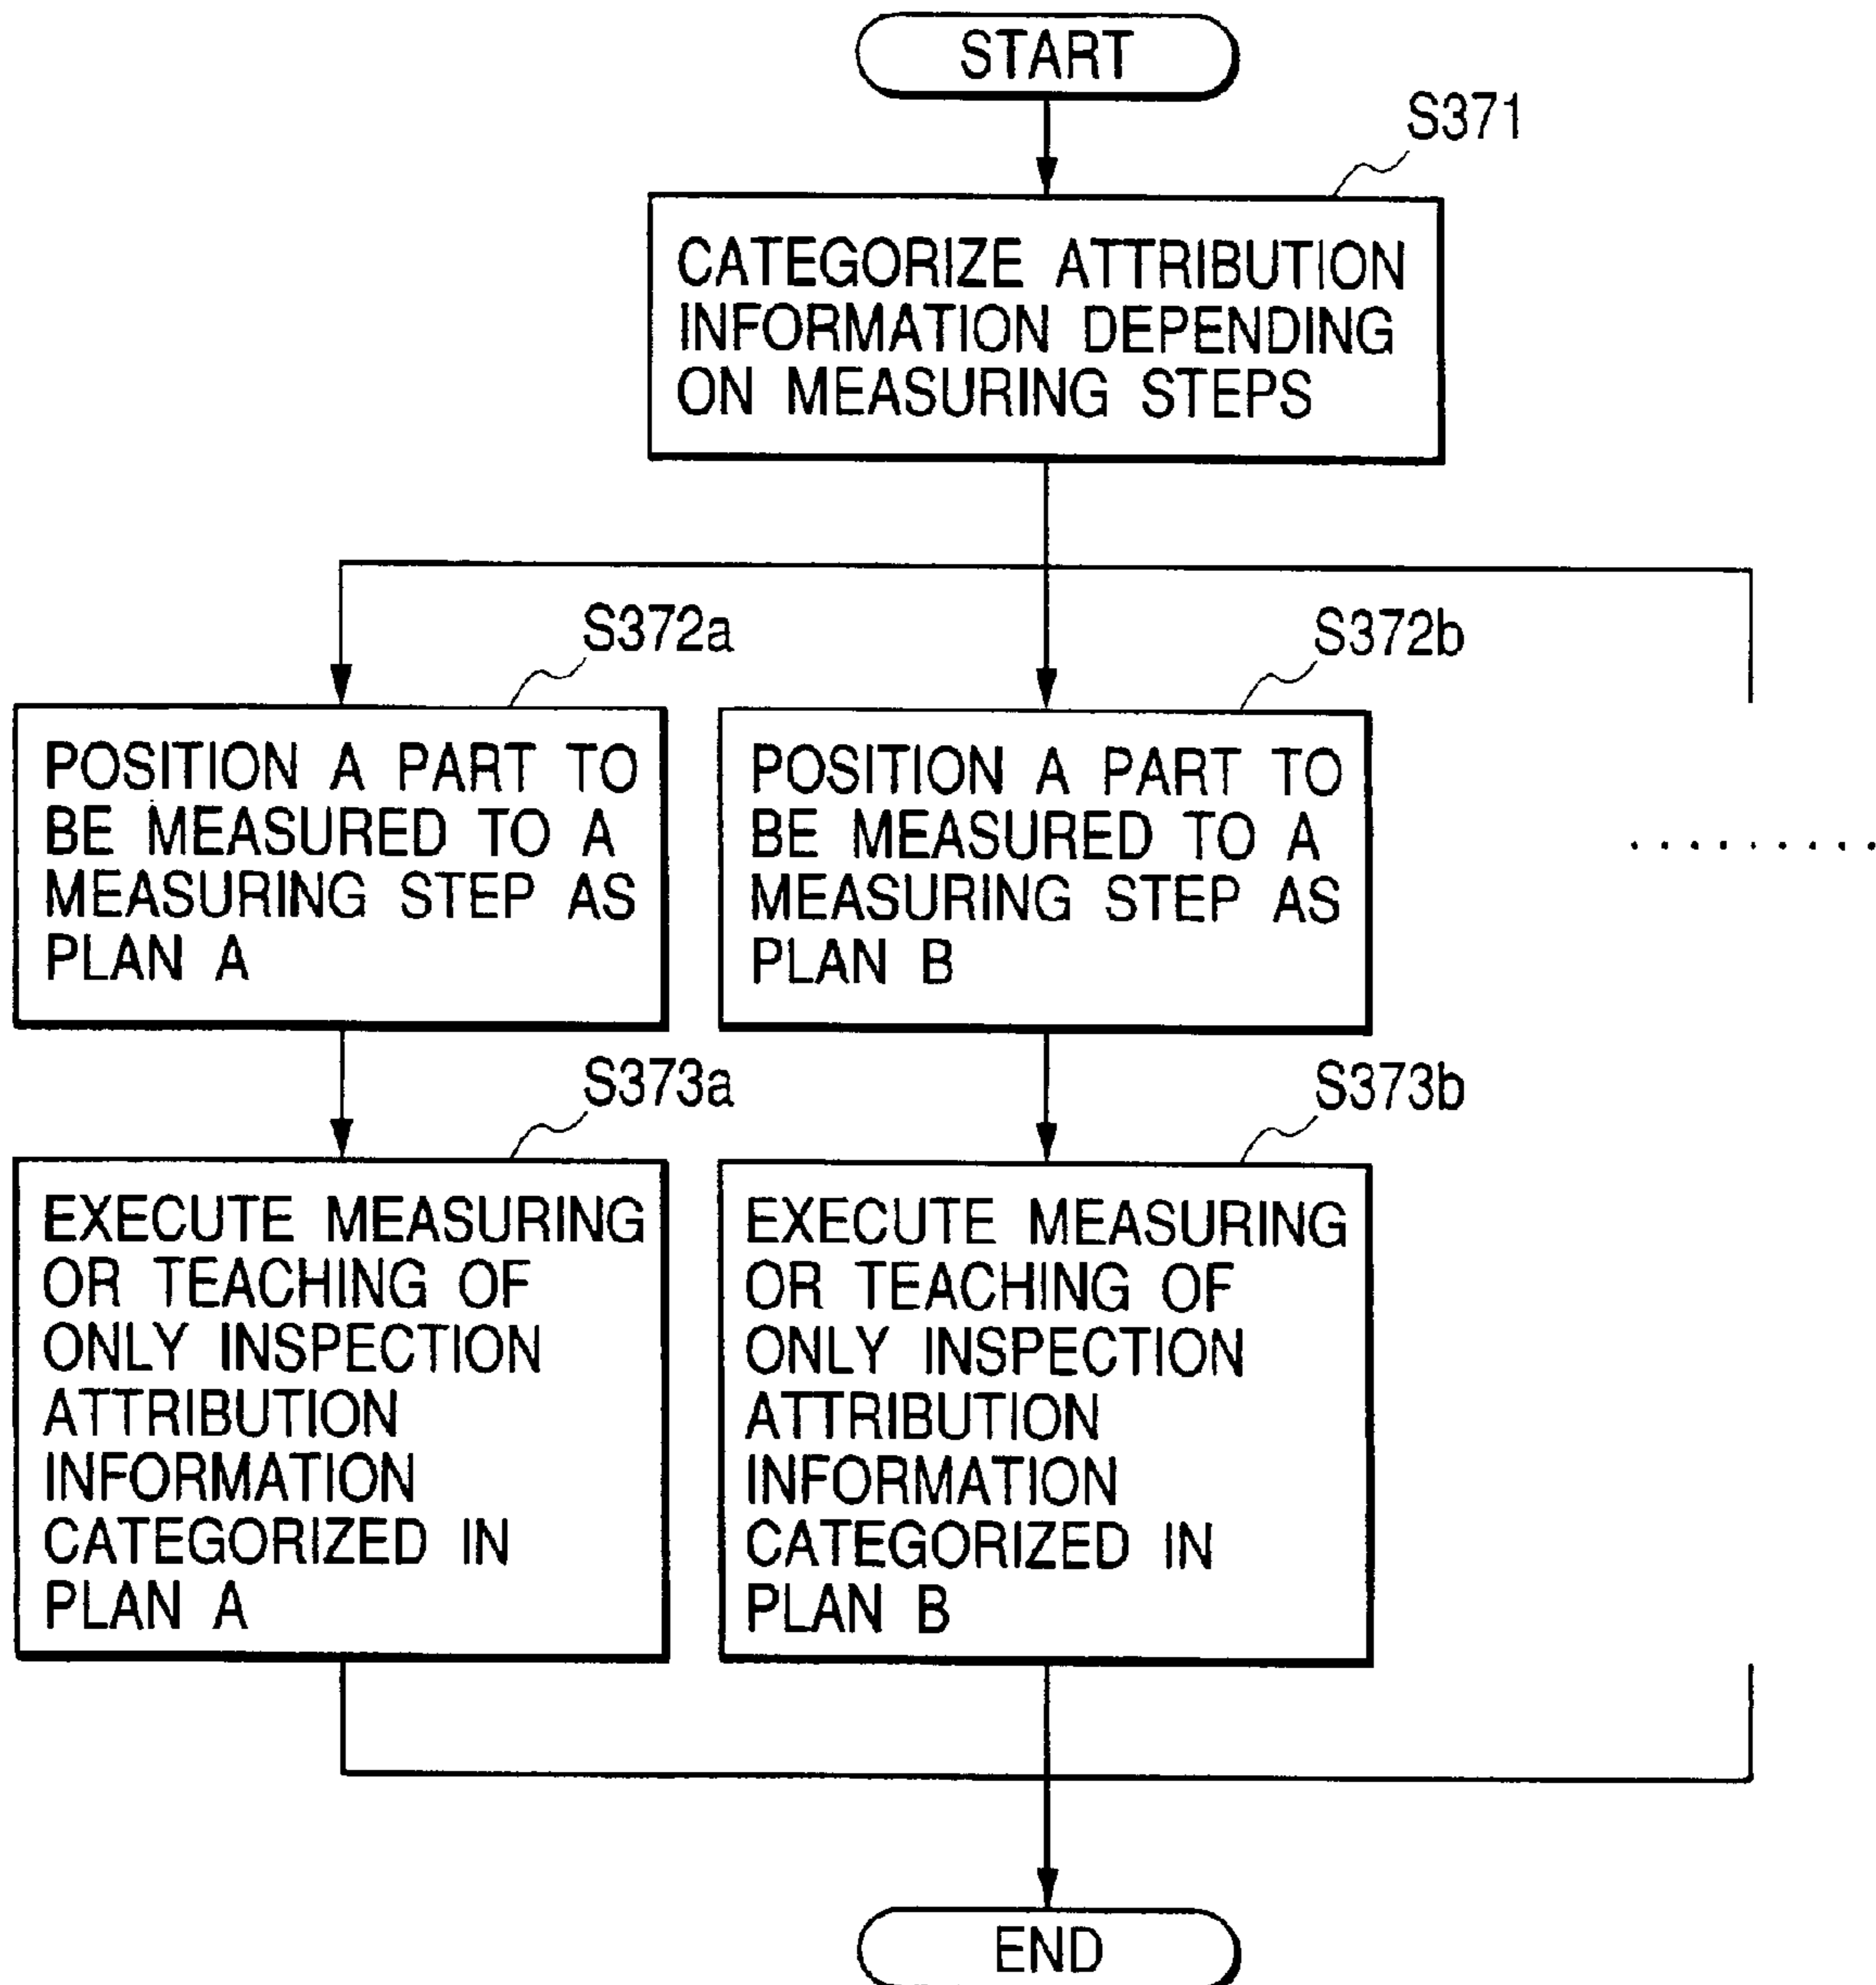 START
S371
CATEGORIZE ATTRIBUTION
INFORMATION DEPENDING
ON MEASURING STEPS
S372a
POSITION A PART TO
BE MEASURED TO A
MEASURING STEP AS
PLAN A
S372b
POSITION A PART TO
BE MEASURED TO A
MEASURING STEP AS
PLAN B
.........
S373a
EXECUTE MEASURING
OR TEACHING OF
ONLY INSPECTION
ATTRIBUTION
INFORMATION
CATEGORIZED IN
PLAN A
S373b
EXECUTE MEASURING
OR TEACHING OF
ONLY INSPECTION
ATTRIBUTION
INFORMATION
CATEGORIZED IN
PLAN B
END